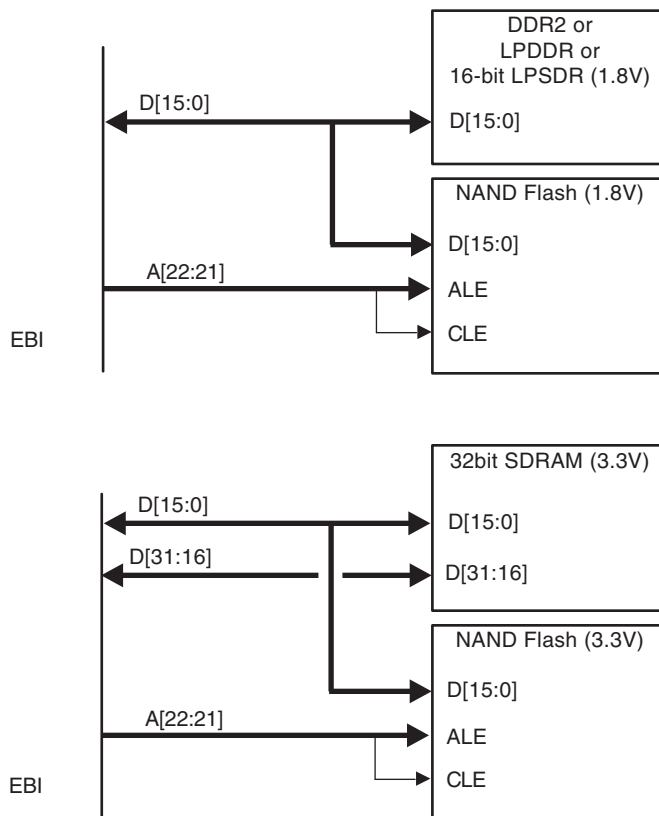 DDR2 or
LPDDR or
16-bit LPSDR (1.8V)
D[15:0]
D[15:0]
NAND Flash (1.8V)
D[15:0]
A[22:21]
ALE
EBI
CLE
32bit SDRAM (3.3V)
D[15:0]
D[15:0]
D[31:16]
D[31:16]
NAND Flash (3.3V)
D[15:0]
A[22:21]
ALE
EBI
CLE